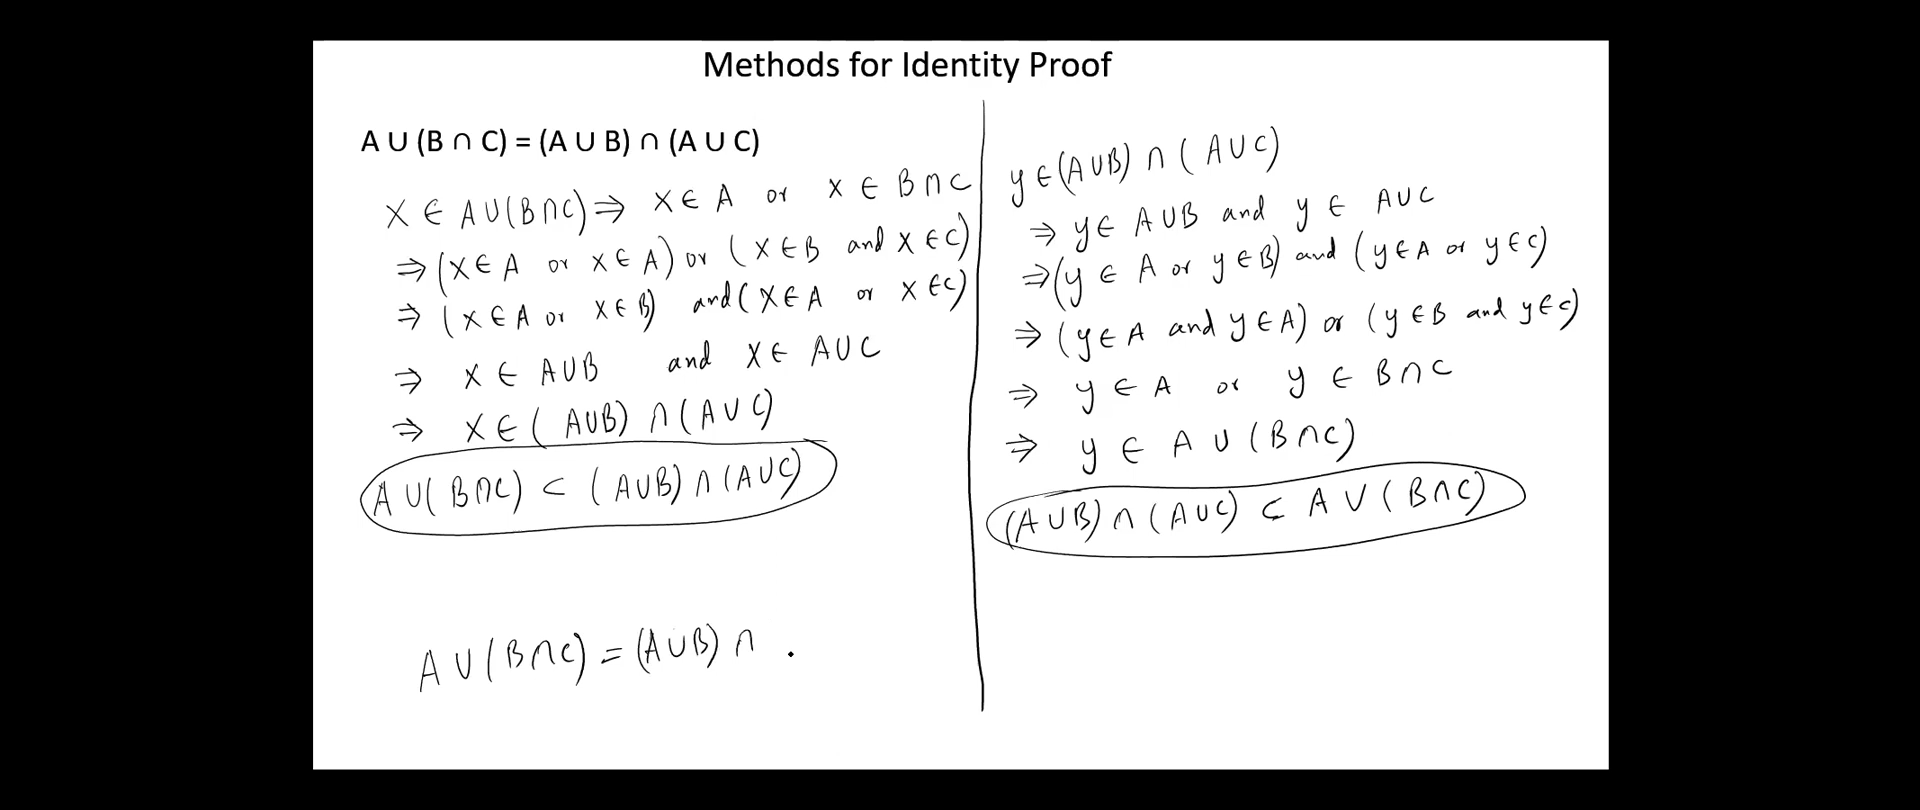 Methods for Identity Proof
A ∪ (B ∩ C) = (A ∪ B) ∩ (A ∪ C)
x ∈ A ∪ (B ∩ C) ⇒ x ∈ A or x ∈ B ∩ C
⇒ (x ∈ A or x ∈ A) or (x ∈ B and x ∈ C)
⇒ (x ∈ A or x ∈ B) and (x ∈ A or x ∈ C)
⇒ x ∈ A ∪ B and x ∈ A ∪ C
⇒ x ∈ (A ∪ B) ∩ (A ∪ C)
A ∪ (B ∩ C) ⊂ (A ∪ B) ∩ (A ∪ C)
A ∪ (B ∩ C) = (A ∪ B) ∩
y ∈ (A ∪ B) ∩ (A ∪ C)
⇒ y ∈ A ∪ B and y ∈ A ∪ C
⇒ (y ∈ A or y ∈ B) and (y ∈ A or y ∈ C)
⇒ (y ∈ A and y ∈ A) or (y ∈ B and y ∈ C)
⇒ y ∈ A or y ∈ B ∩ C
⇒ y ∈ A ∪ (B ∩ C)
(A ∪ B) ∩ (A ∪ C) ⊂ A ∪ (B ∩ C)